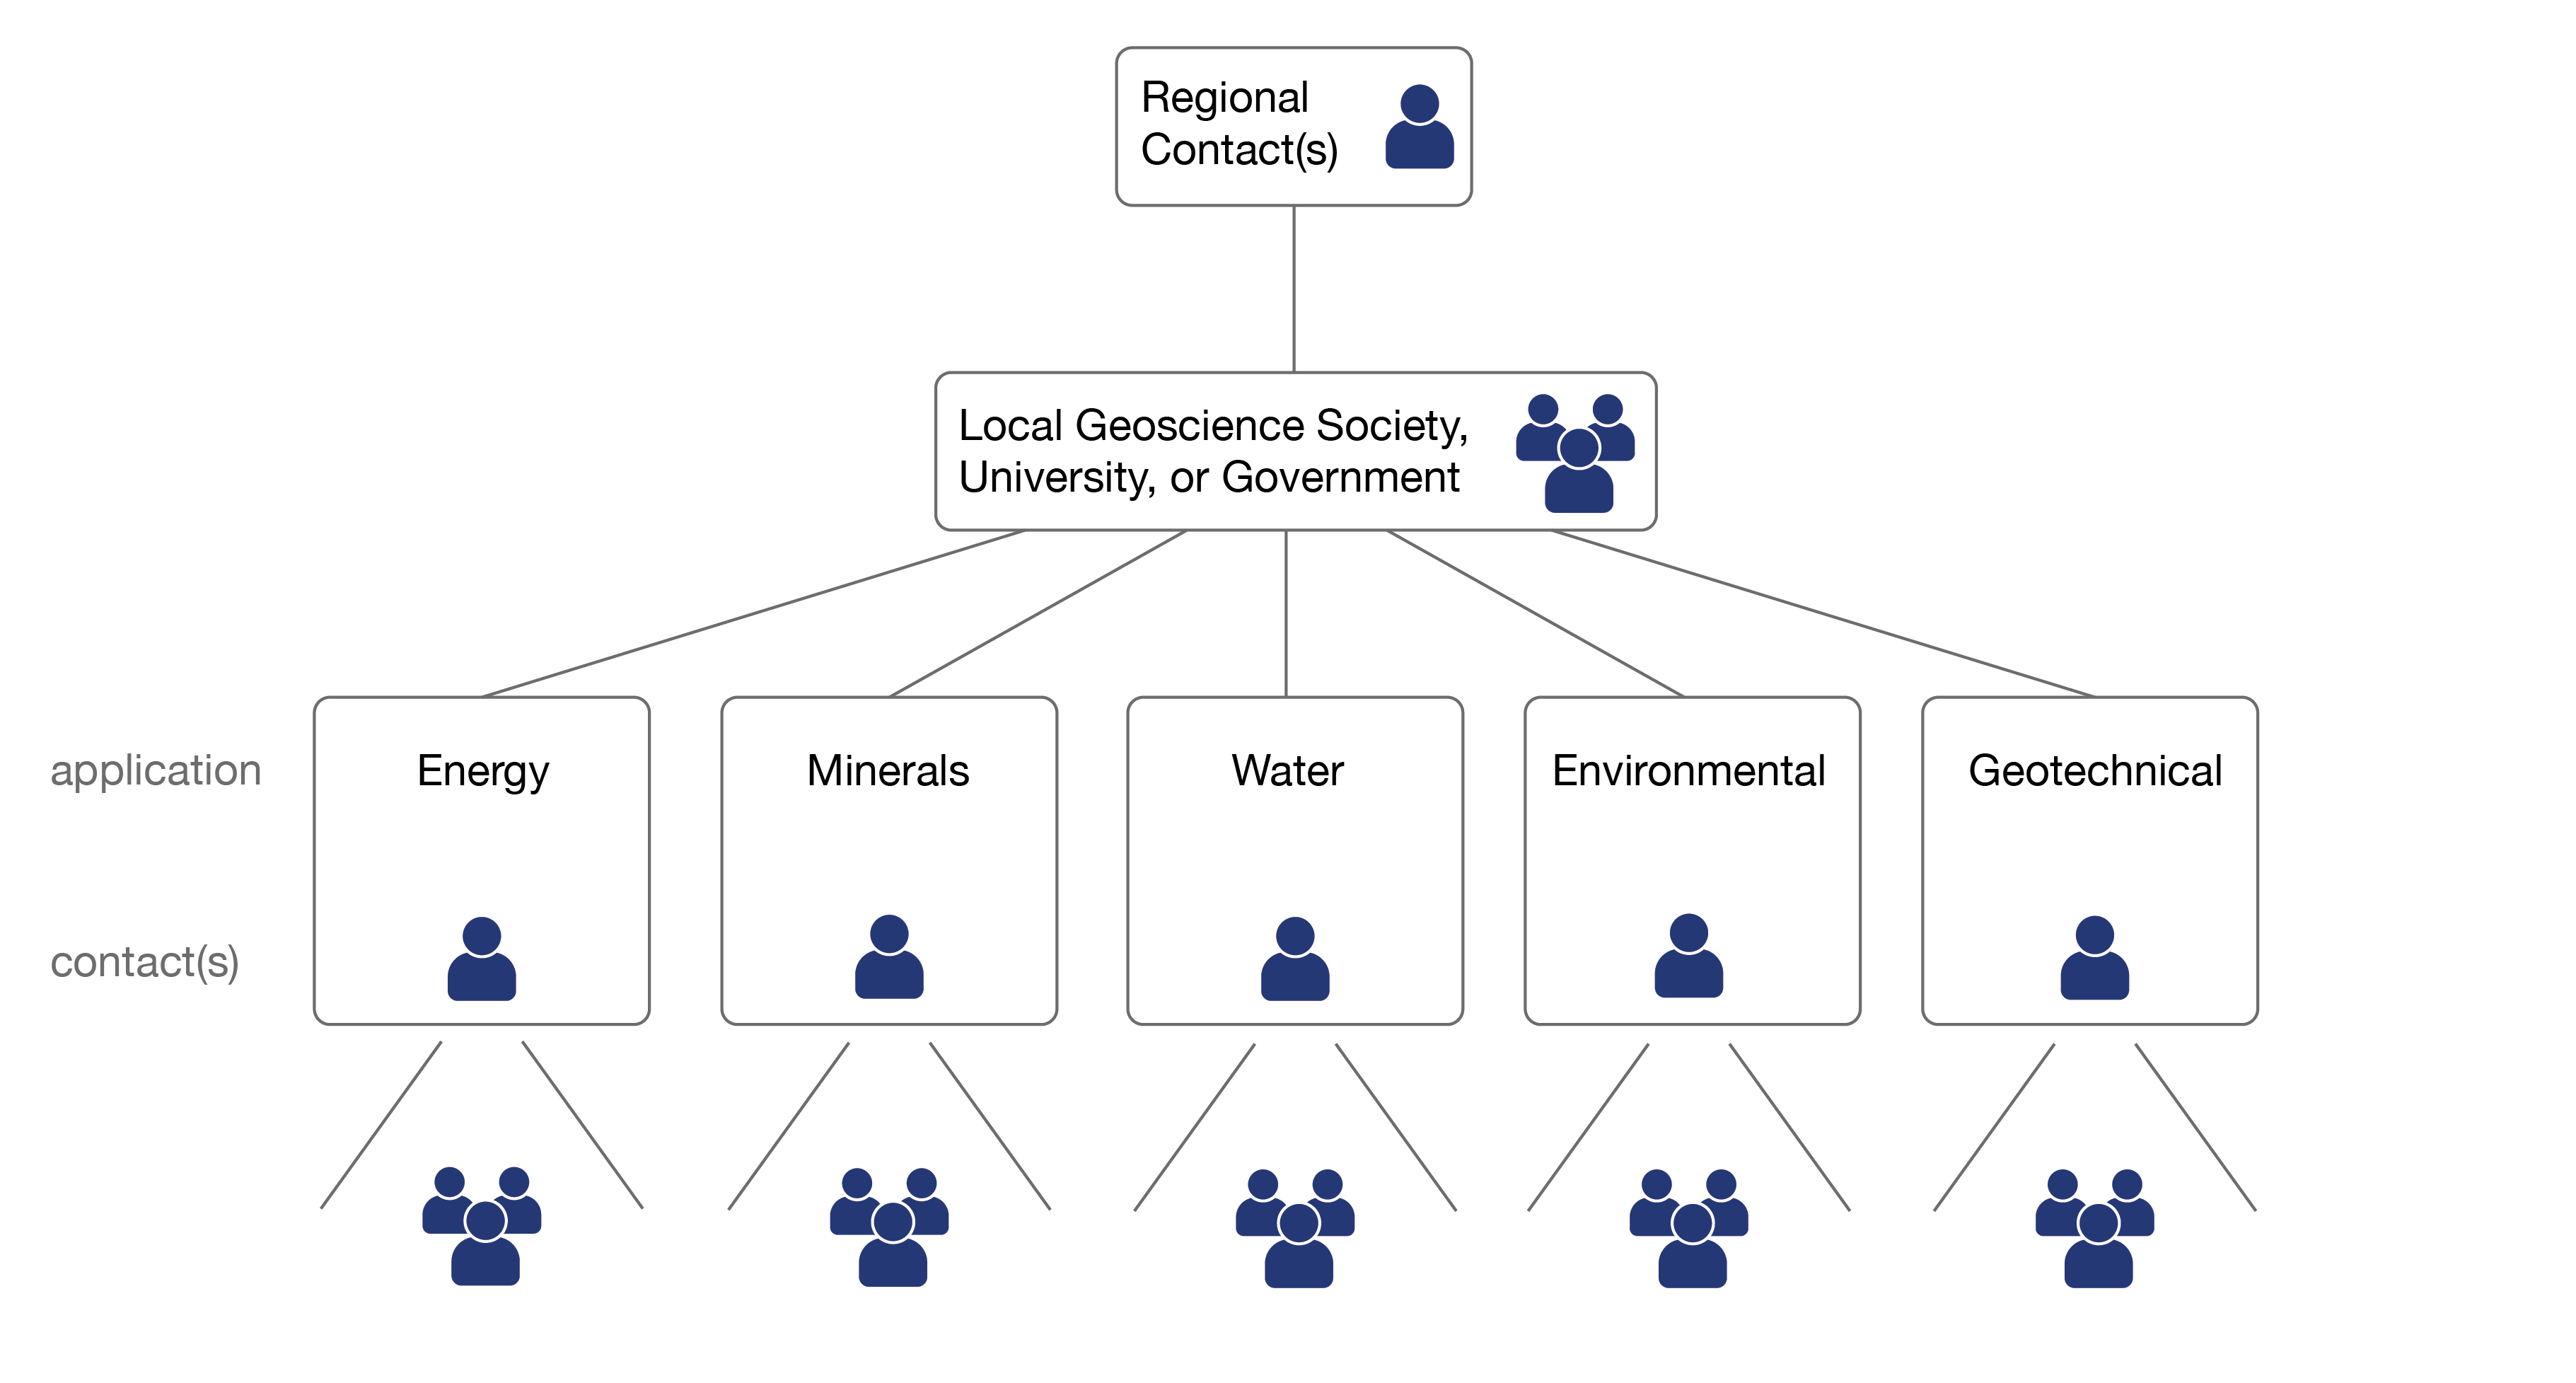 Regional
Contact(s)
Local Geoscience Society,
University, or Government
application
Energy
Minerals
Water
Environmental
Geotechnical
contact(s)